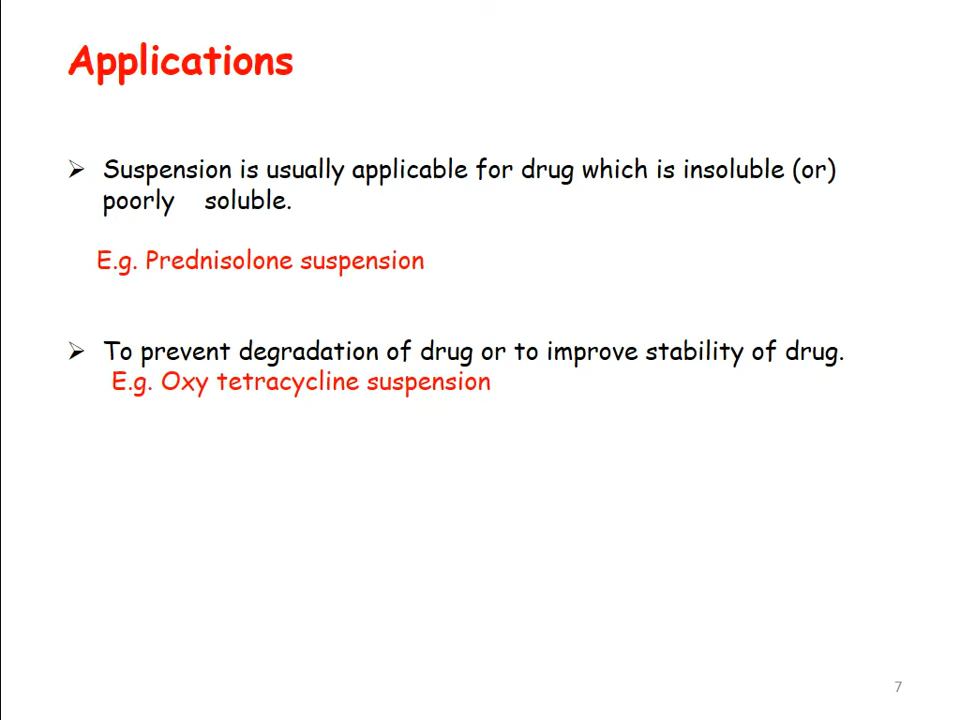 Applications
➢ Suspension is usually applicable for drug which is insoluble (or)
poorly soluble.
E.g. Prednisolone suspension
➢ To prevent degradation of drug or to improve stability of drug.
E.g. Oxy tetracycline suspension
7